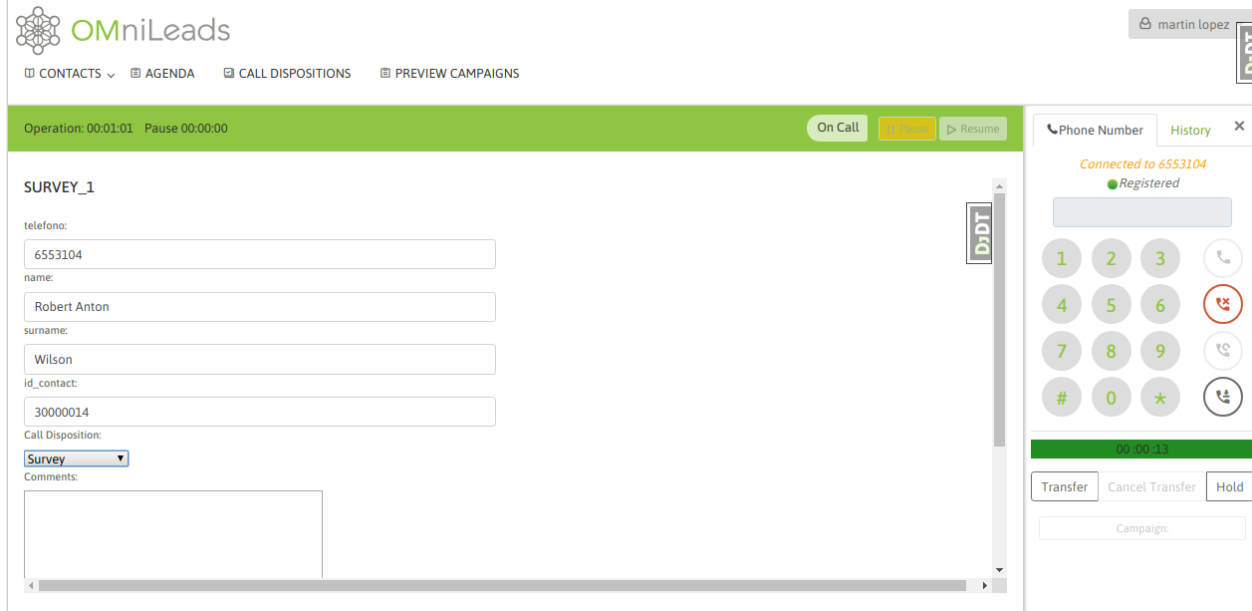 OMniLeads
martin lopez
CONTACTS AGENDA CALL DISPOSITIONS PREVIEW CAMPAIGNS
DjDT
Operation: 00:01:01 Pause 00:00:00
On Call Pause Resume
Phone Number History ×
Connected to 6553104
Registered
SURVEY_1
DjDT
telefono:
6553104
name:
Robert Anton
surname:
Wilson
id_contact:
30000014
Call Disposition:
Survey
Comments:
1 2 3
4 5 6
7 8 9
# 0 *
00:00:13
Transfer Cancel Transfer Hold
Campaign: